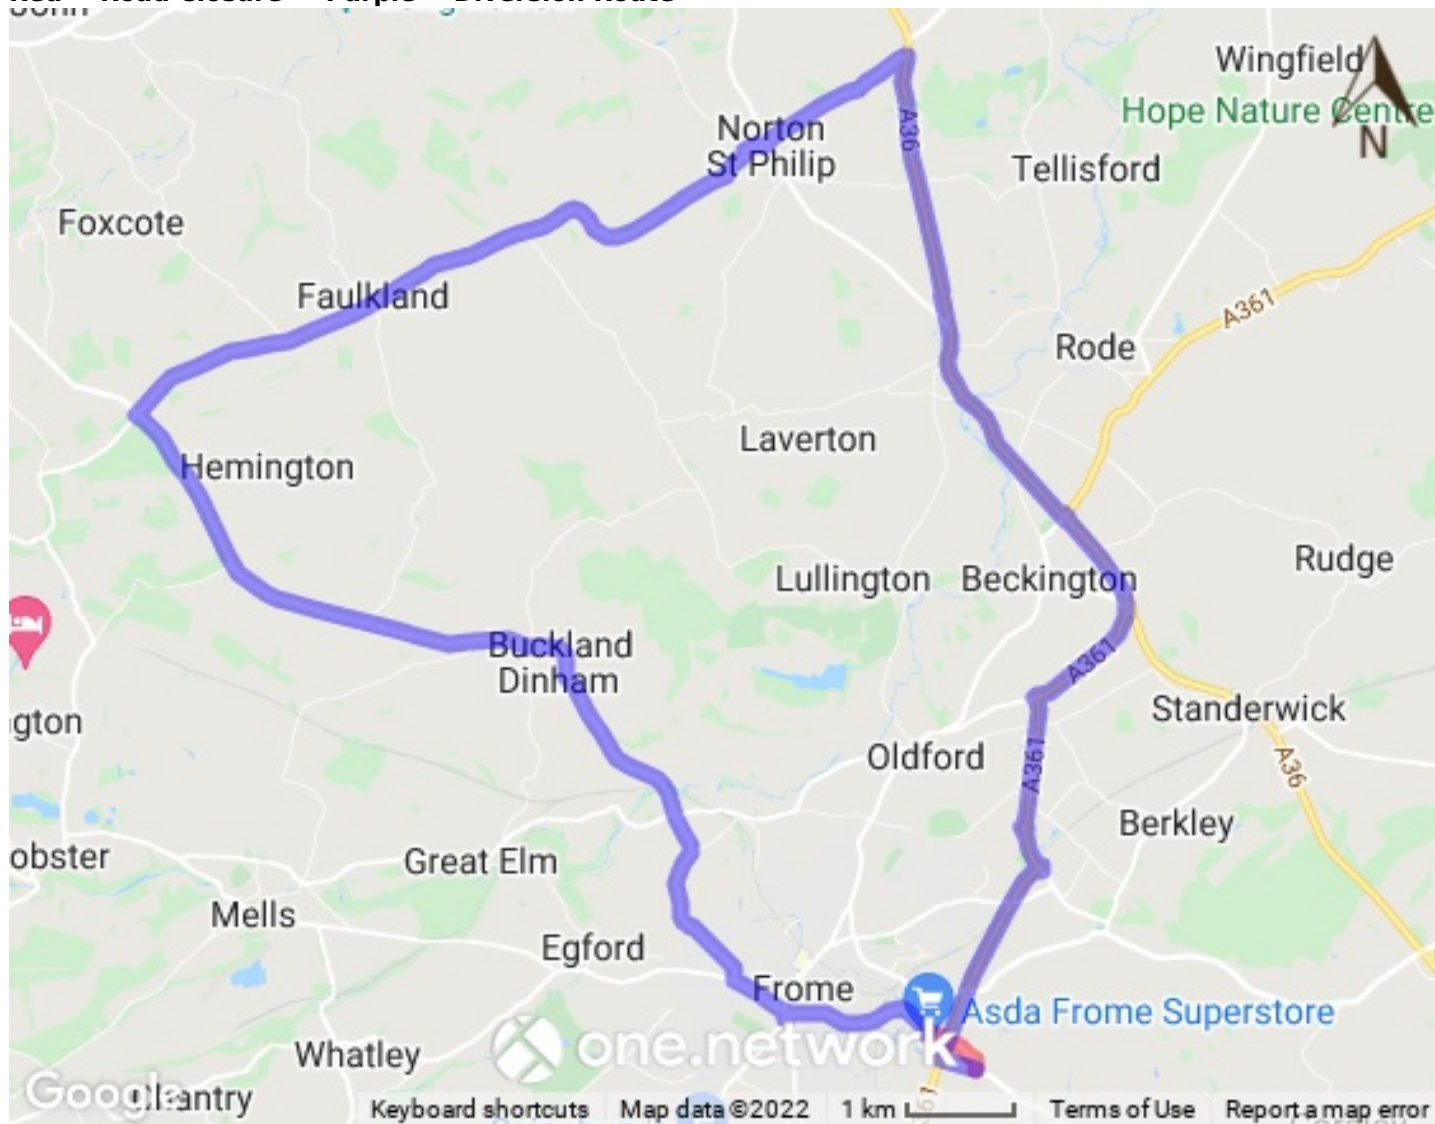 Wingfield
Hope Nature Centre
N
A36
Norton
St Philip
Tellisford
Foxcote
Faulkland
A361
Rode
Laverton
Hemington
Rudge
Lullington
Beckington
Buckland
Dinham
A361
Standerwick
gton
Oldford
A361
A36
Berkley
obster
Great Elm
Mells
Egford
Frome
Asda Frome Superstore
Whatley
one.network
Google
Chantry
Keyboard shortcuts
Map data ©2022
1 km
Terms of Use
Report a map error